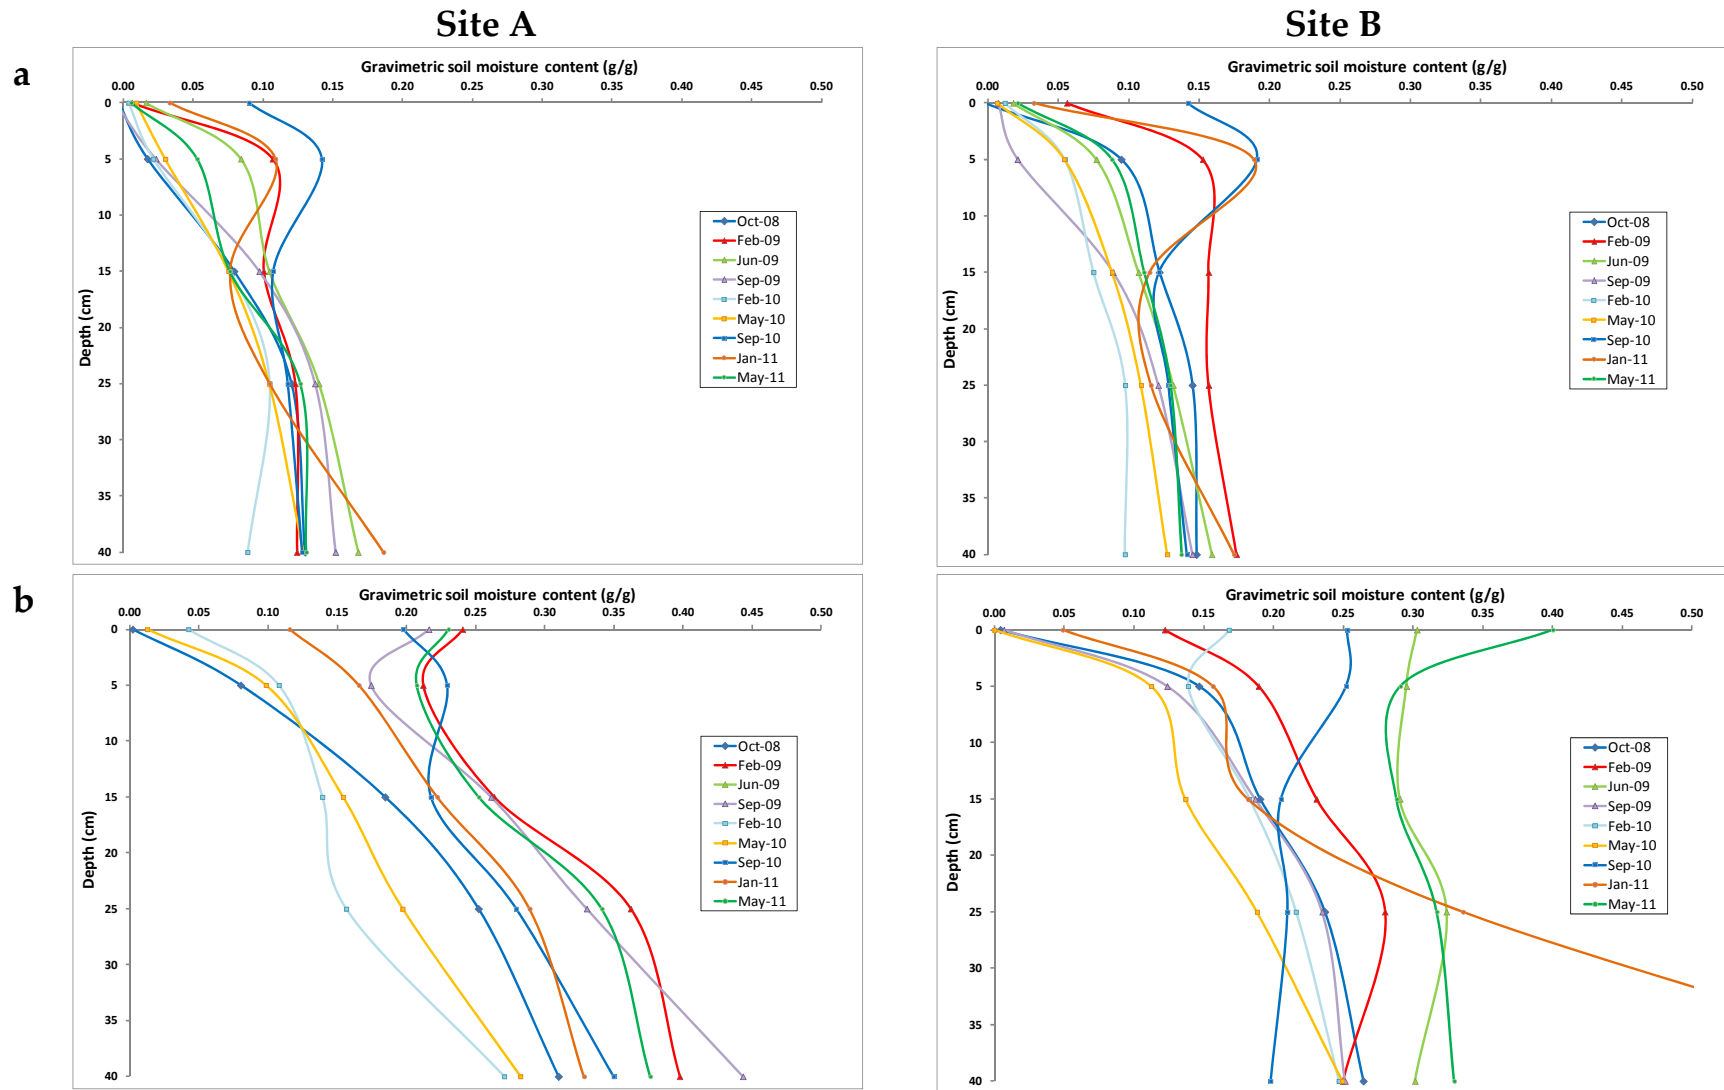 Site A
Site B
a
Gravimetric soil moisture content (g/g)
0.00 0.05 0.10 0.15 0.20 0.25 0.30 0.35 0.40 0.45 0.50
0
5
10
15
20
25
30
35
40
Depth (cm)
Oct-08
Feb-09
Jun-09
Sep-09
Feb-10
May-10
Sep-10
Jan-11
May-11
Gravimetric soil moisture content (g/g)
0.00 0.05 0.10 0.15 0.20 0.25 0.30 0.35 0.40 0.45 0.50
0
5
10
15
20
25
30
35
40
Depth (cm)
Oct-08
Feb-09
Jun-09
Sep-09
Feb-10
May-10
Sep-10
Jan-11
May-11
b
Gravimetric soil moisture content (g/g)
0.00 0.05 0.10 0.15 0.20 0.25 0.30 0.35 0.40 0.45 0.50
0
5
10
15
20
25
30
35
40
Depth (cm)
Oct-08
Feb-09
Jun-09
Sep-09
Feb-10
May-10
Sep-10
Jan-11
May-11
Gravimetric soil moisture content (g/g)
0.00 0.05 0.10 0.15 0.20 0.25 0.30 0.35 0.40 0.45 0.50
0
5
10
15
20
25
30
35
40
Depth (cm)
Oct-08
Feb-09
Jun-09
Sep-09
Feb-10
May-10
Sep-10
Jan-11
May-11